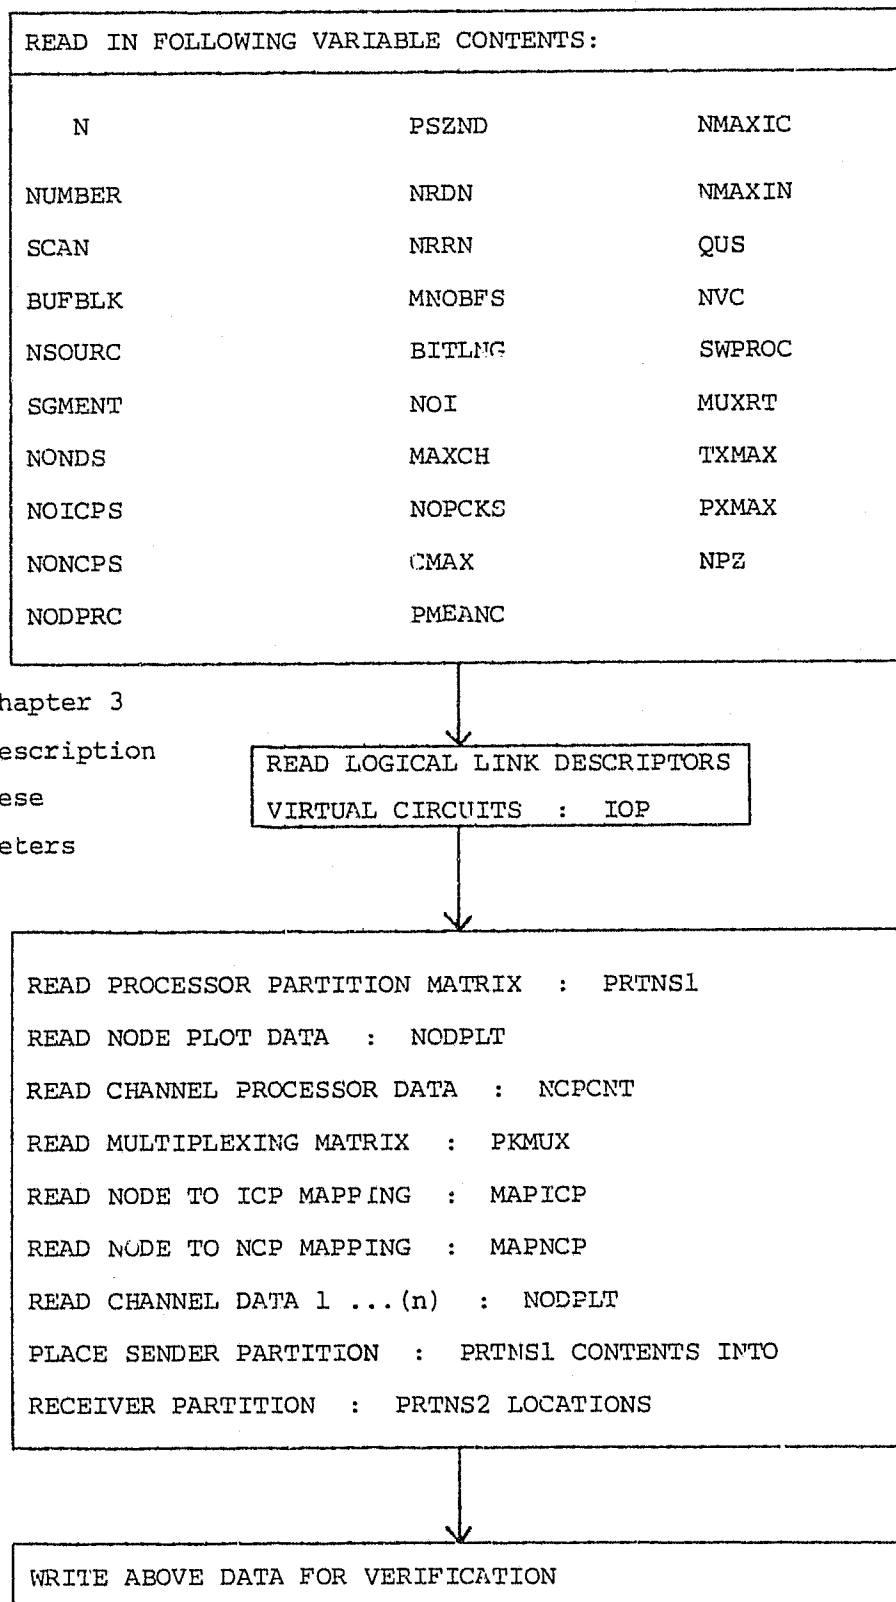 READ IN FOLLOWING VARIABLE CONTENTS:
N PSZND NMAXIC
NUMBER NRDN NMAXIN
SCAN NRRN QUS
BUFBLK MNOBFS NVC
NSOURC BITLNG SWPROC
SGMENT NOI MUXRT
NONDS MAXCH TXMAX
NOICPS NOPCKS PXMAX
NONCPS CMAX NPZ
NODPRC PMEANC
hapter 3
escription
ese
eters
READ LOGICAL LINK DESCRIPTORS
VIRTUAL CIRCUITS : IOP
READ PROCESSOR PARTITION MATRIX : PRTNS1
READ NODE PLOT DATA : NODPLT
READ CHANNEL PROCESSOR DATA : NCPCNT
READ MULTIPLEXING MATRIX : PKMUX
READ NODE TO ICP MAPPING : MAPICP
READ NODE TO NCP MAPPING : MAPNCP
READ CHANNEL DATA 1 ...(n) : NODPLT
PLACE SENDER PARTITION : PRTNS1 CONTENTS INTO
RECEIVER PARTITION : PRTNS2 LOCATIONS
WRITE ABOVE DATA FOR VERIFICATION